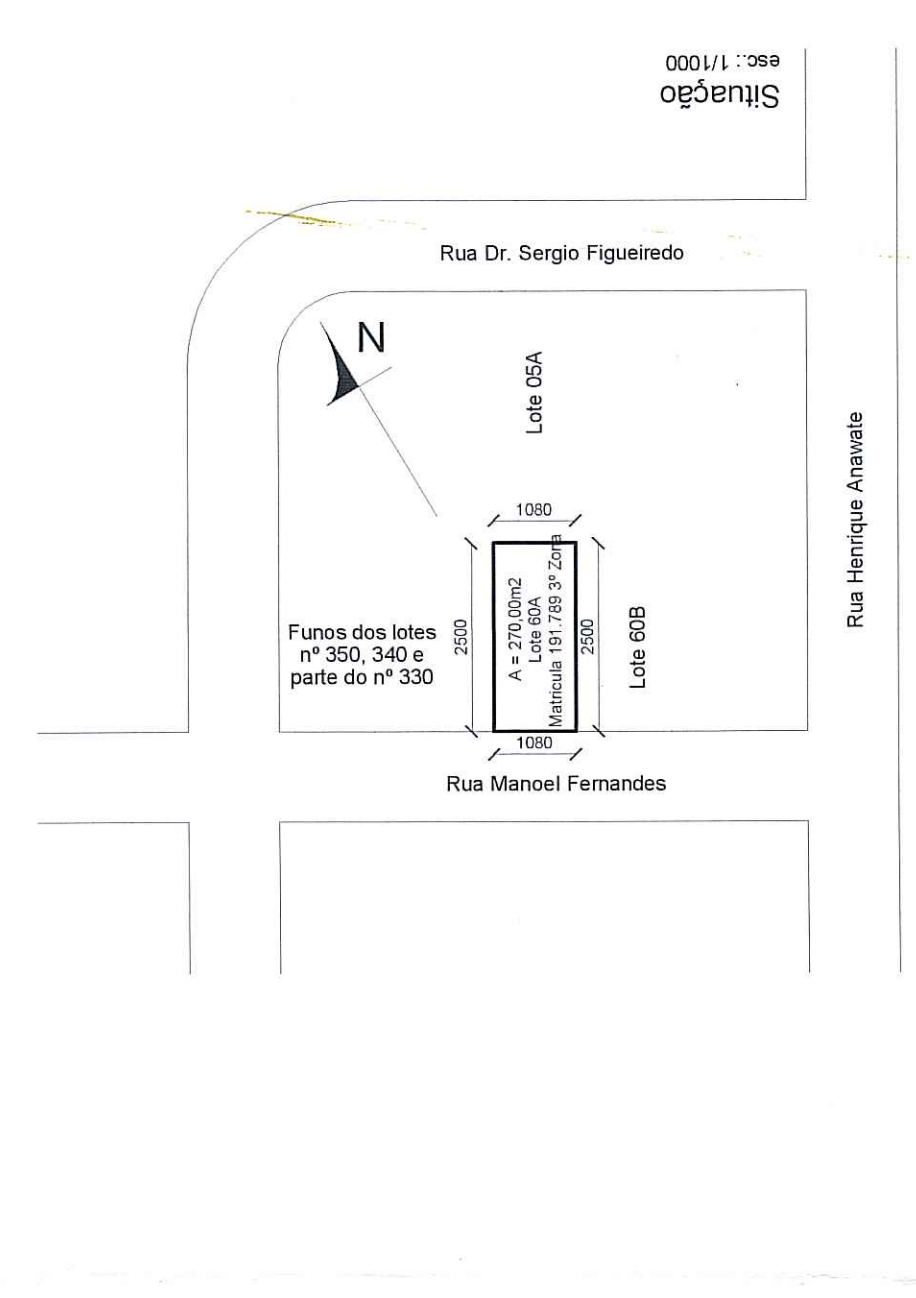 Situação
esc.: 1/1000
Rua Dr. Sergio Figueiredo
N
Lote 05A
Rua Henrique Anawate
1080
2500
A = 270,00m2
Lote 60A
Matricula 191.789 3º Zona
2500
Lote 60B
Funos dos lotes
nº 350, 340 e
parte do nº 330
1080
Rua Manoel Fernandes